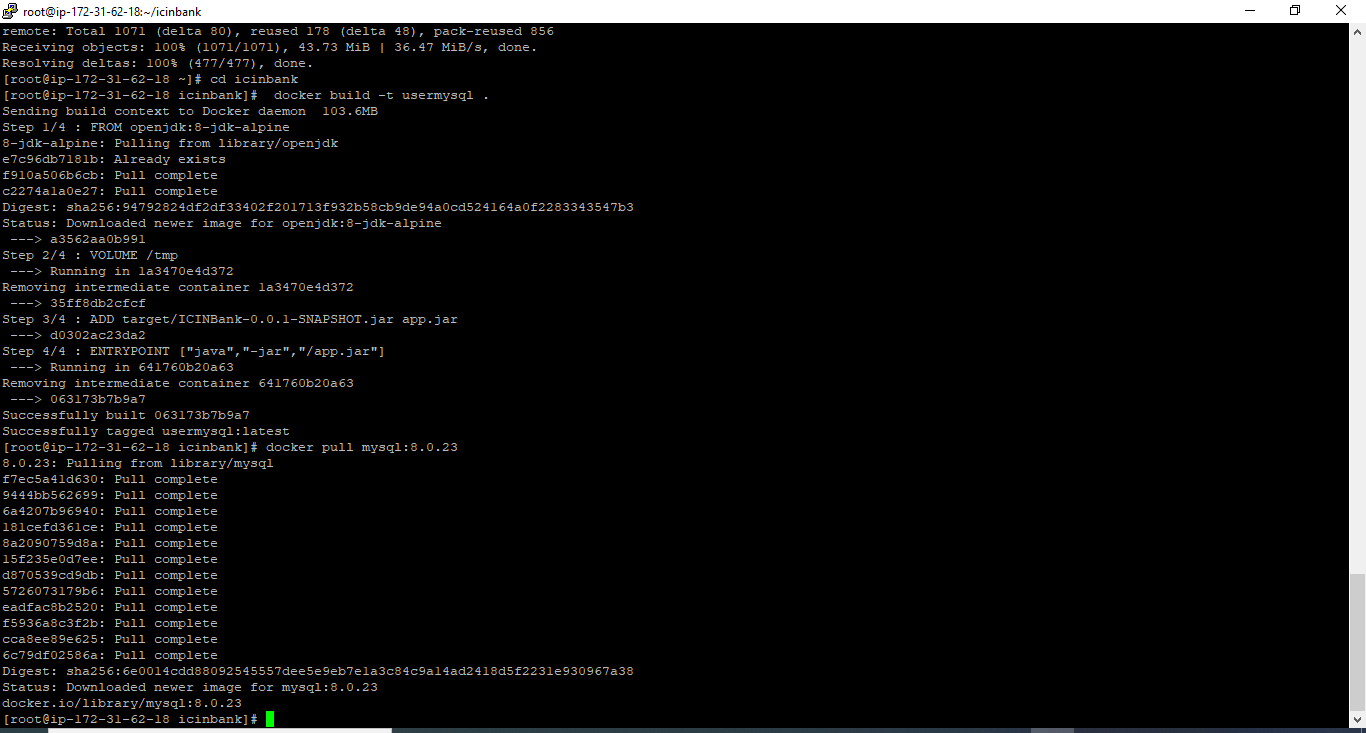 root@ip-172-31-62-18:~/icinbank
remote: Total 1071 (delta 80), reused 178 (delta 48), pack-reused 856
Receiving objects: 100% (1071/1071), 43.73 MiB | 36.47 MiB/s, done.
Resolving deltas: 100% (477/477), done.
[root@ip-172-31-62-18 ~]# cd icinbank
[root@ip-172-31-62-18 icinbank]#  docker build -t usermysql .
Sending build context to Docker daemon  103.6MB
Step 1/4 : FROM openjdk:8-jdk-alpine
8-jdk-alpine: Pulling from library/openjdk
e7c96db7181b: Already exists
f910a506b6cb: Pull complete
c2274a1a0e27: Pull complete
Digest: sha256:94792824df2df33402f201713f932b58cb9de94a0cd524164a0f2283343547b3
Status: Downloaded newer image for openjdk:8-jdk-alpine
 ---> a3562aa0b991
Step 2/4 : VOLUME /tmp
 ---> Running in 1a3470e4d372
Removing intermediate container 1a3470e4d372
 ---> 35ff8db2cfcf
Step 3/4 : ADD target/ICINBank-0.0.1-SNAPSHOT.jar app.jar
 ---> d0302ac23da2
Step 4/4 : ENTRYPOINT ["java","-jar","/app.jar"]
 ---> Running in 641760b20a63
Removing intermediate container 641760b20a63
 ---> 063173b7b9a7
Successfully built 063173b7b9a7
Successfully tagged usermysql:latest
[root@ip-172-31-62-18 icinbank]# docker pull mysql:8.0.23
8.0.23: Pulling from library/mysql
f7ec5a41d630: Pull complete
9444bb562699: Pull complete
6a4207b96940: Pull complete
181cefd361ce: Pull complete
8a2090759d8a: Pull complete
15f235e0d7ee: Pull complete
d870539cd9db: Pull complete
5726073179b6: Pull complete
eadfac8b2520: Pull complete
f5936a8c3f2b: Pull complete
cca8ee89e625: Pull complete
6c79df02586a: Pull complete
Digest: sha256:6e0014cdd88092545557dee5e9eb7e1a3c84c9a14ad2418d5f2231e930967a38
Status: Downloaded newer image for mysql:8.0.23
docker.io/library/mysql:8.0.23
[root@ip-172-31-62-18 icinbank]#